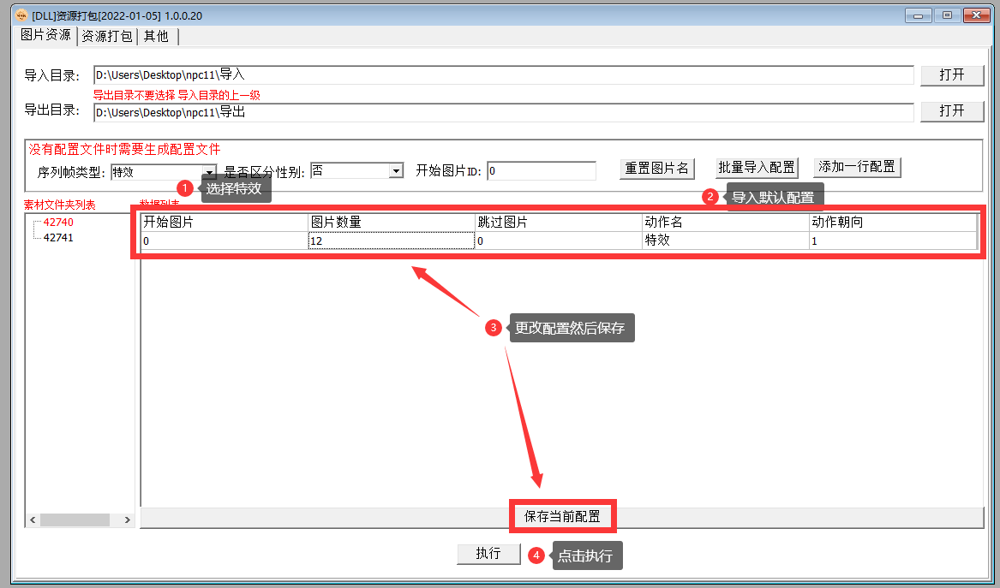 [DLL]资源打包[2022-01-05] 1.0.0.20
图片资源 资源打包 其他
导入目录: D:\Users\Desktop\npc11\导入 打开
导出目录不要选择 导入目录的上一级
导出目录: D:\Users\Desktop\npc11\导出 打开
没有配置文件时需要生成配置文件
序列帧类型: 特效 是否区分性别: 否 开始图片ID: 0 重置图片名 批量导入配置 添加一行配置
1 选择特效 2 导入默认配置
素材文件夹列表 数据列表
42740
42741
开始图片 图片数量 跳过图片 动作名 动作朝向
0 12 0 特效 1
3 更改配置然后保存
保存当前配置
执行 4 点击执行